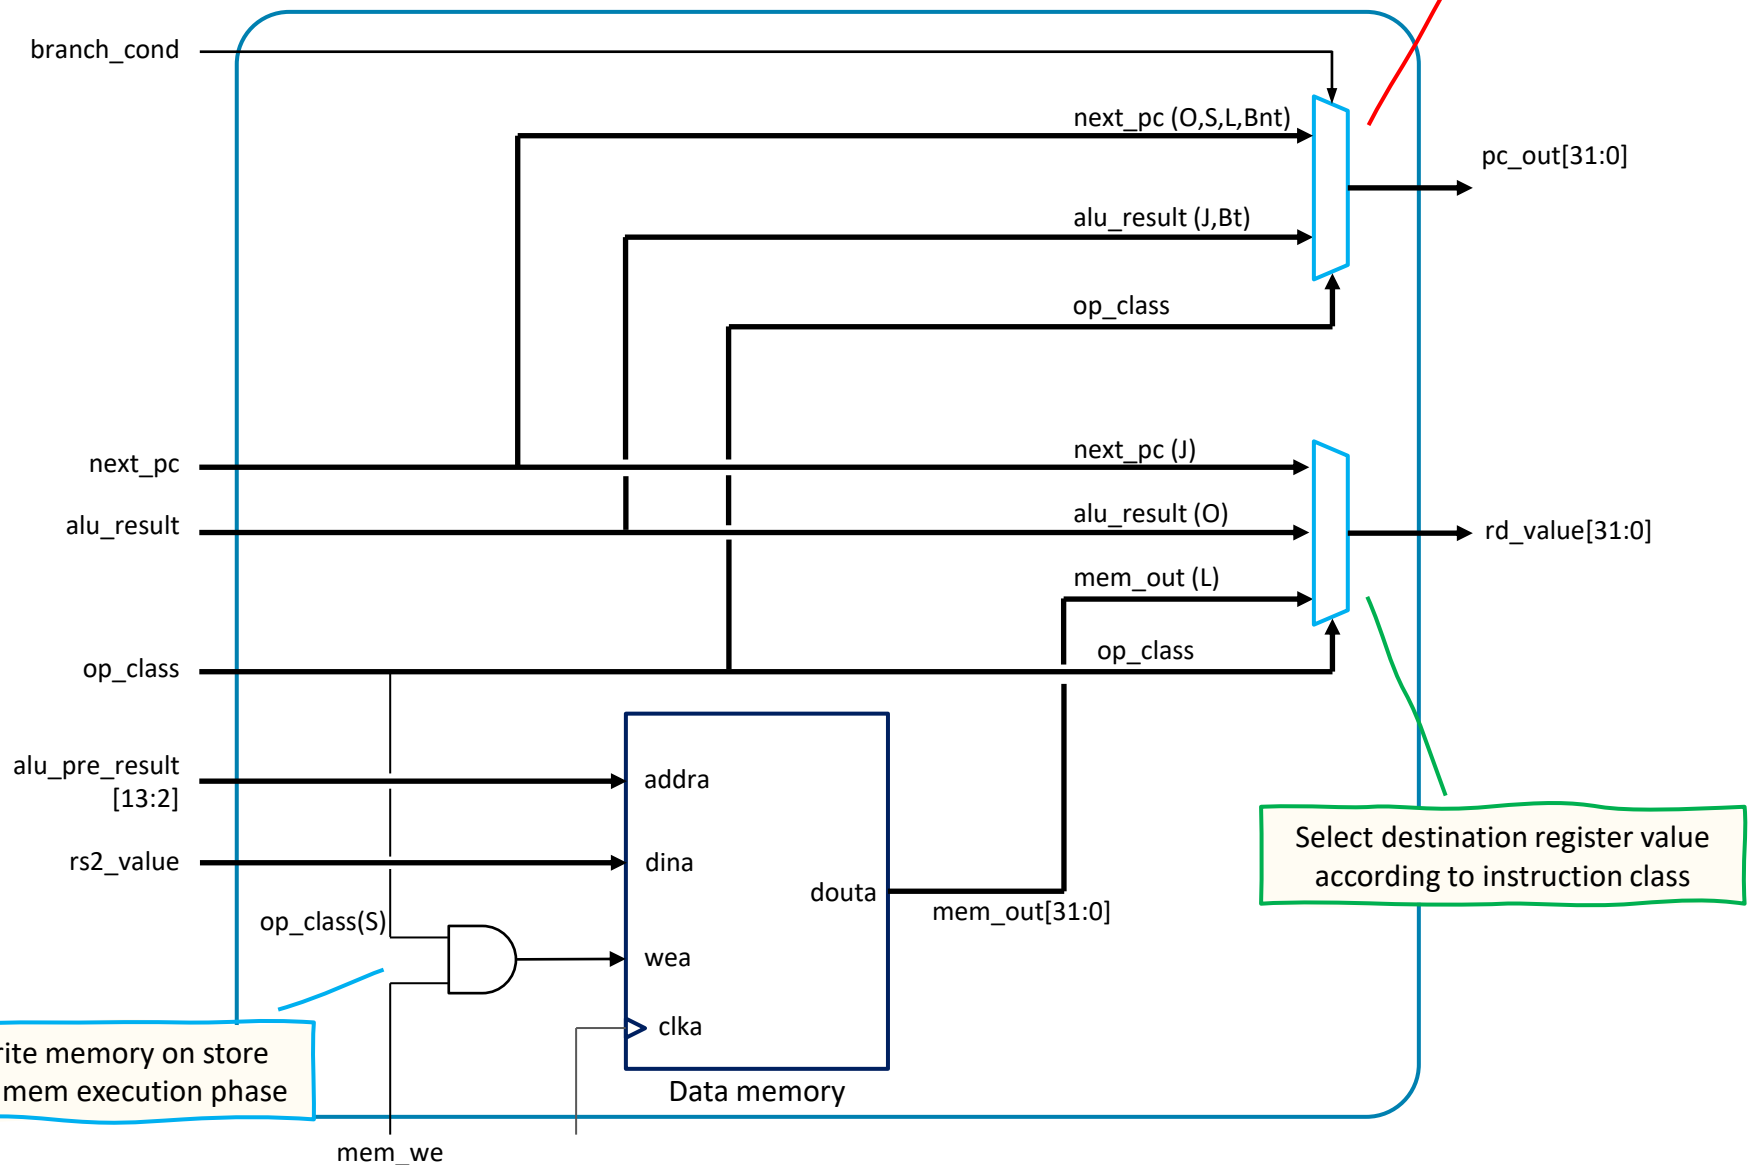 branch_cond
next_pc (O,S,L,Bnt)
pc_out[31:0]
alu_result (J,Bt)
op_class
next_pc
next_pc (J)
alu_result
alu_result (O)
rd_value[31:0]
mem_out (L)
op_class
op_class
alu_pre_result
[13:2]
addra
rs2_value
dina
douta
mem_out[31:0]
op_class(S)
wea
clka
Data memory
Select destination register value
according to instruction class
memory on store
mem execution phase
mem_we